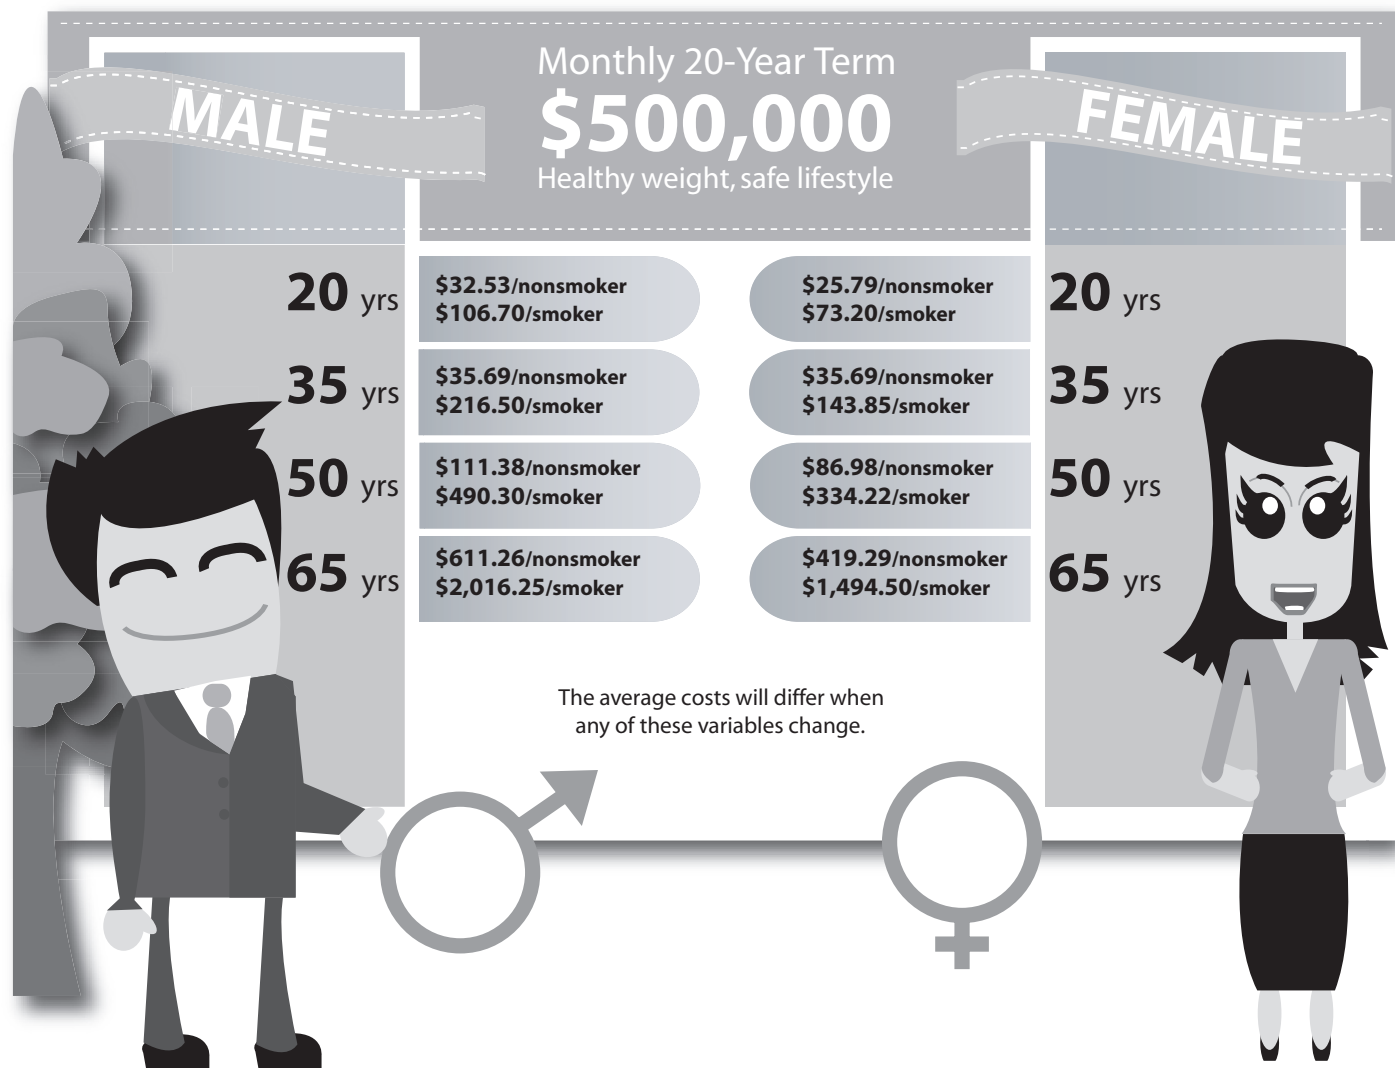 Monthly 20-Year Term
$500,000
Healthy weight, safe lifestyle
MALE
FEMALE
20 yrs
$32.53/nonsmoker
$106.70/smoker
$25.79/nonsmoker
$73.20/smoker
20 yrs
35 yrs
$35.69/nonsmoker
$216.50/smoker
$35.69/nonsmoker
$143.85/smoker
35 yrs
50 yrs
$111.38/nonsmoker
$490.30/smoker
$86.98/nonsmoker
$334.22/smoker
50 yrs
65 yrs
$611.26/nonsmoker
$2,016.25/smoker
$419.29/nonsmoker
$1,494.50/smoker
65 yrs
The average costs will differ when
any of these variables change.